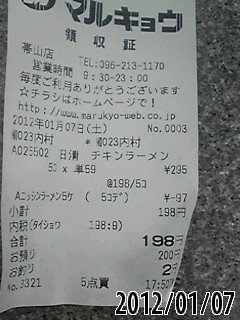 マルキョウ
領収証
帯山店 TEL:096-213-1170
営業時間 9:30-23:00
毎度ご利用ありがとうございます
☆チラシはホームページで!
http://www.marukyo-web.co.jp
2012年01月07日(土) No.0003
023内村 * 023内村
A025502 日清 チキンラーメン
5コ × 単59 ¥295
@198/5コ
Aニッシンラーメン5ケ ( 5コデ) ¥-97
小計 198円
内税(タイショウ 198:9)
合計 198円
お預り 200円
お釣り 2円
No.3321 5点買 17:50
2012/01/07